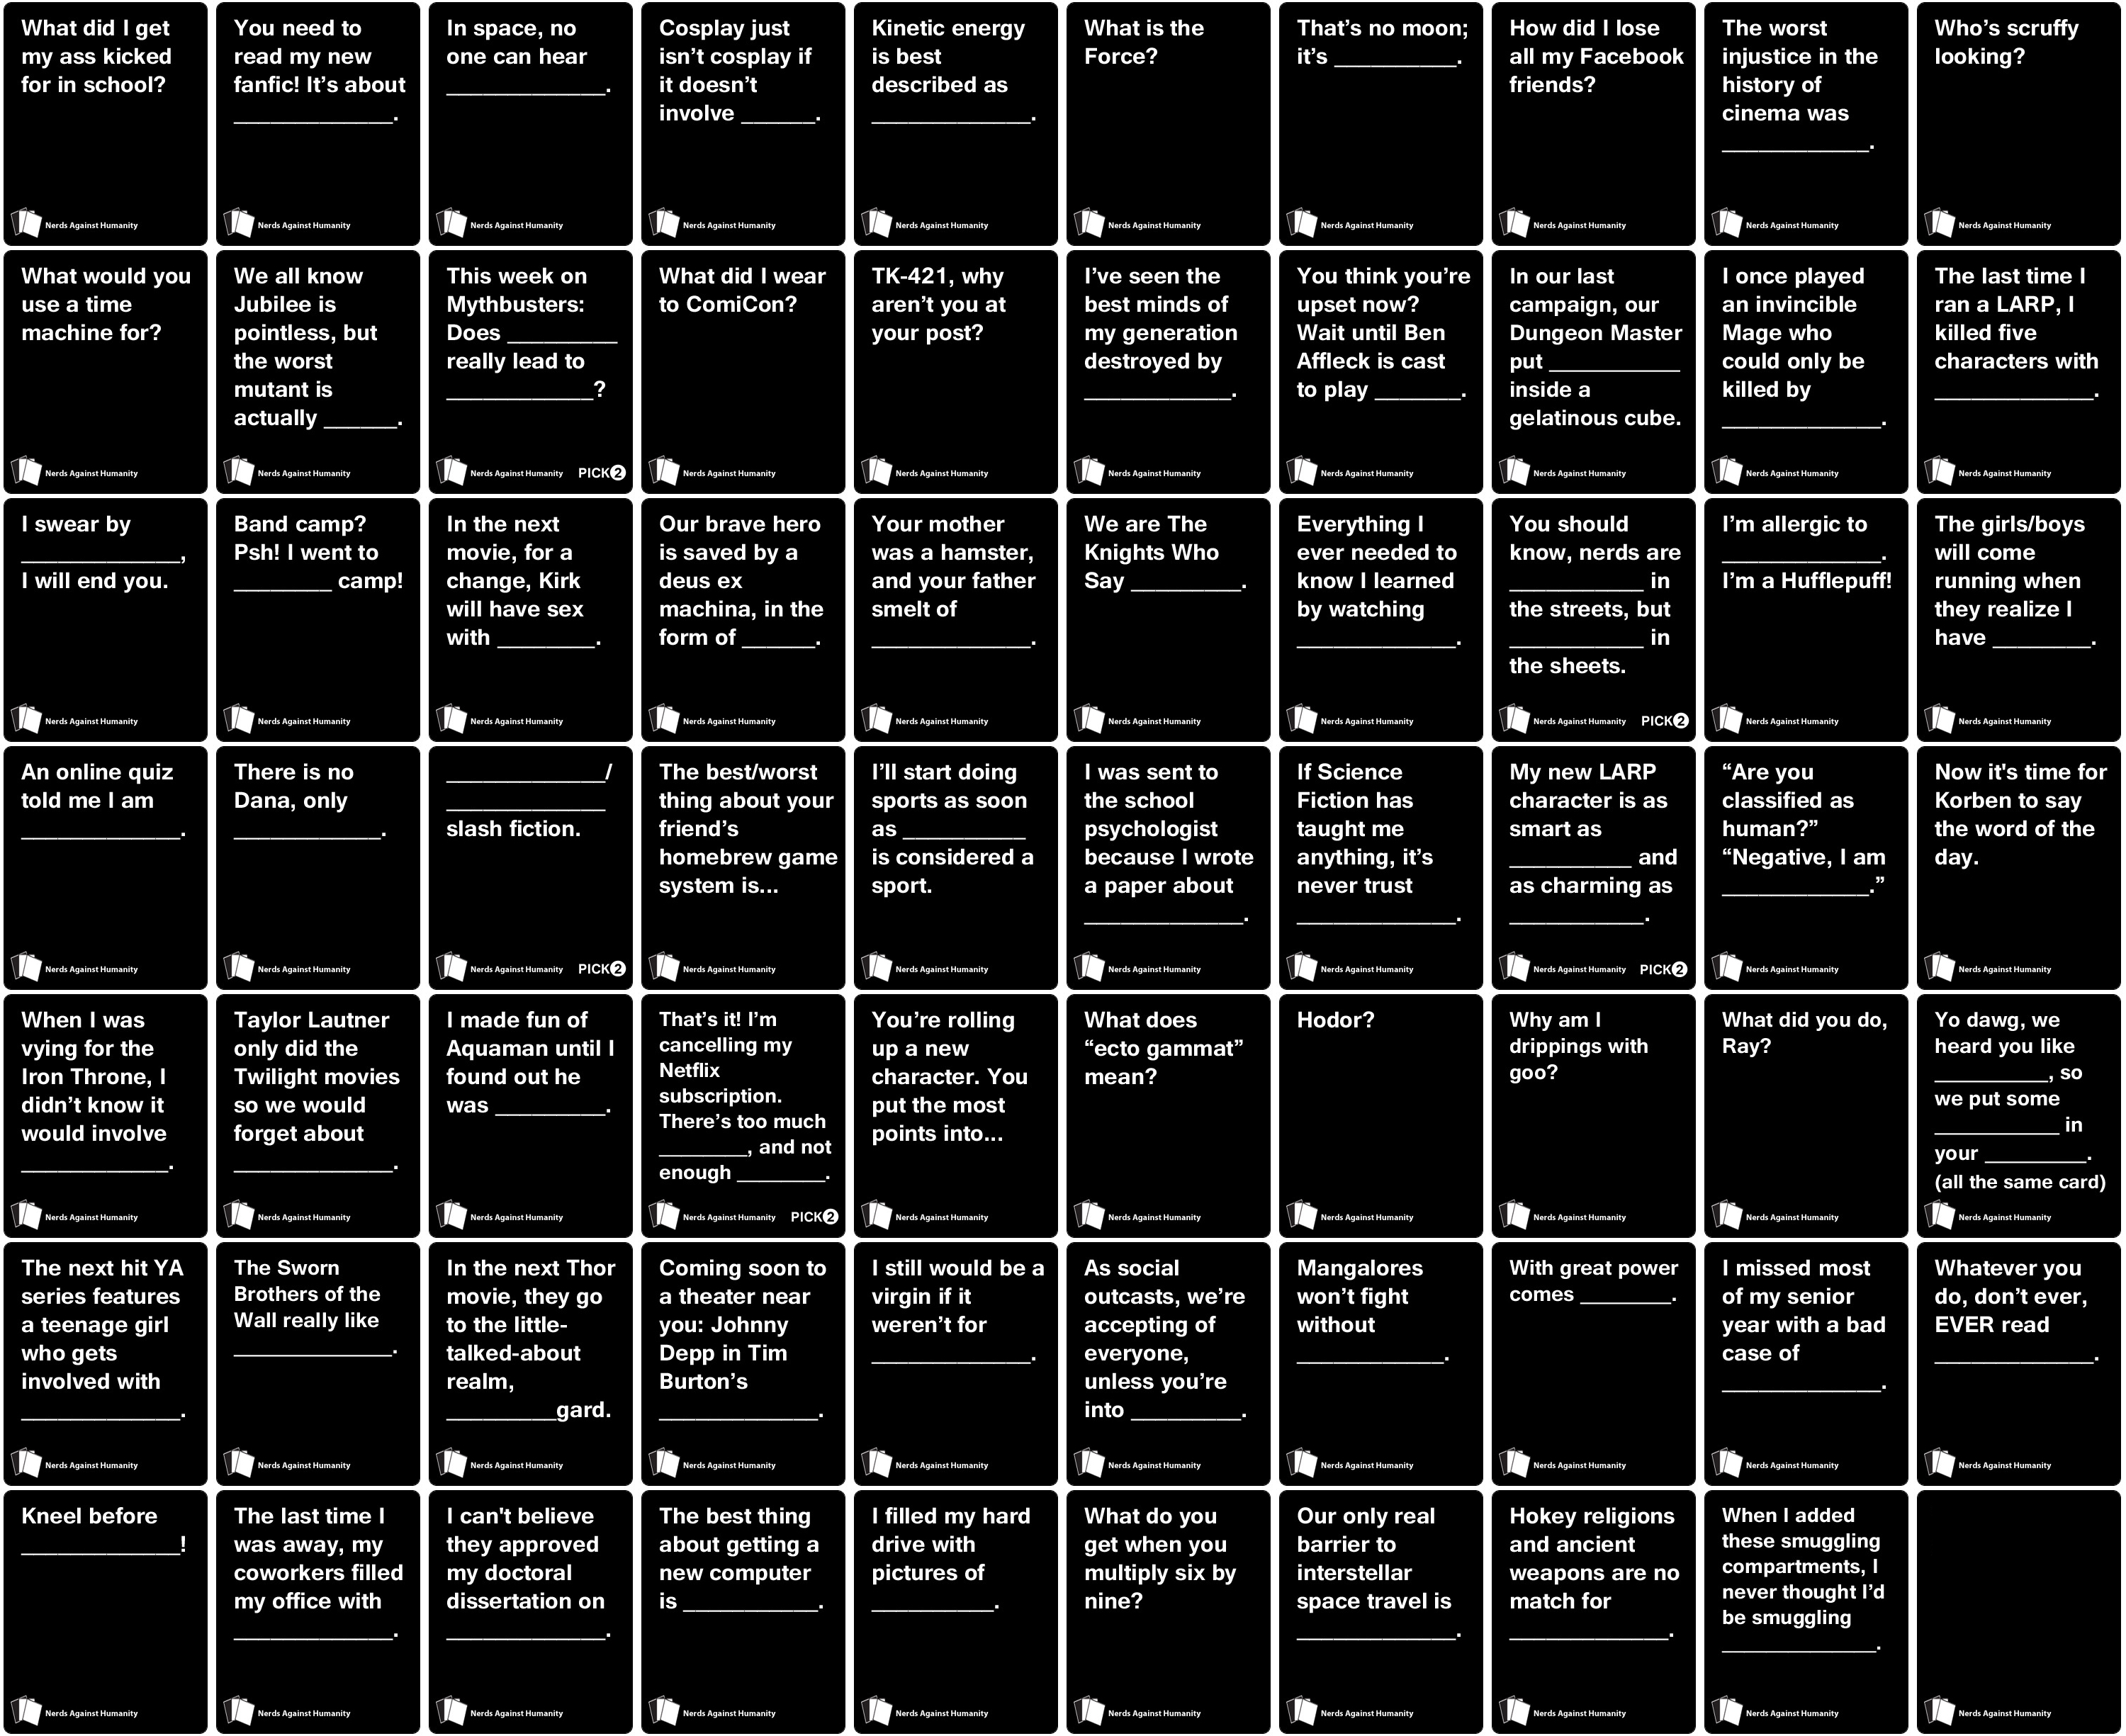 What did I get
my ass kicked
for in school?
Nerds Against Humanity
You need to
read my new
fanfic! It’s about
_____________.
Nerds Against Humanity
In space, no
one can hear
_____________.
Nerds Against Humanity
Cosplay just
isn’t cosplay if
it doesn’t
involve ______.
Nerds Against Humanity
Kinetic energy
is best
described as
_____________.
Nerds Against Humanity
What is the
Force?
Nerds Against Humanity
That’s no moon;
it’s __________.
Nerds Against Humanity
How did I lose
all my Facebook
friends?
Nerds Against Humanity
The worst
injustice in the
history of
cinema was
____________.
Nerds Against Humanity
Who’s scruffy
looking?
Nerds Against Humanity
What would you
use a time
machine for?
Nerds Against Humanity
We all know
Jubilee is
pointless, but
the worst
mutant is
actually ______.
Nerds Against Humanity
This week on
Mythbusters:
Does _________
really lead to
____________?
Nerds Against Humanity PICK 2
What did I wear
to ComiCon?
Nerds Against Humanity
TK-421, why
aren’t you at
your post?
Nerds Against Humanity
I’ve seen the
best minds of
my generation
destroyed by
____________.
Nerds Against Humanity
You think you’re
upset now?
Wait until Ben
Affleck is cast
to play _______.
Nerds Against Humanity
In our last
campaign, our
Dungeon Master
put ___________
inside a
gelatinous cube.
Nerds Against Humanity
I once played
an invincible
Mage who
could only be
killed by
_____________.
Nerds Against Humanity
The last time I
ran a LARP, I
killed five
characters with
_____________.
Nerds Against Humanity
I swear by
_____________,
I will end you.
Nerds Against Humanity
Band camp?
Psh! I went to
________ camp!
Nerds Against Humanity
In the next
movie, for a
change, Kirk
will have sex
with ________.
Nerds Against Humanity
Our brave hero
is saved by a
deus ex
machina, in the
form of ______.
Nerds Against Humanity
Your mother
was a hamster,
and your father
smelt of
_____________.
Nerds Against Humanity
We are The
Knights Who
Say _________.
Nerds Against Humanity
Everything I
ever needed to
know I learned
by watching
_____________.
Nerds Against Humanity
You should
know, nerds are
___________ in
the streets, but
___________ in
the sheets.
Nerds Against Humanity PICK 2
I’m allergic to
_____________.
I’m a Hufflepuff!
Nerds Against Humanity
The girls/boys
will come
running when
they realize I
have ________.
Nerds Against Humanity
An online quiz
told me I am
_____________.
Nerds Against Humanity
There is no
Dana, only
____________.
Nerds Against Humanity
_____________/
_____________
slash fiction.
Nerds Against Humanity PICK 2
The best/worst
thing about your
friend’s
homebrew game
system is...
Nerds Against Humanity
I’ll start doing
sports as soon
as __________
is considered a
sport.
Nerds Against Humanity
I was sent to
the school
psychologist
because I wrote
a paper about
_____________.
Nerds Against Humanity
If Science
Fiction has
taught me
anything, it’s
never trust
_____________.
Nerds Against Humanity
My new LARP
character is as
smart as
__________ and
as charming as
___________.
Nerds Against Humanity PICK 2
“Are you
classified as
human?”
“Negative, I am
____________.”
Nerds Against Humanity
Now it's time for
Korben to say
the word of the
day.
Nerds Against Humanity
When I was
vying for the
Iron Throne, I
didn’t know it
would involve
____________.
Nerds Against Humanity
Taylor Lautner
only did the
Twilight movies
so we would
forget about
_____________.
Nerds Against Humanity
I made fun of
Aquaman until I
found out he
was _________.
Nerds Against Humanity
That’s it! I’m
cancelling my
Netflix
subscription.
There’s too much
________, and not
enough ________.
Nerds Against Humanity PICK 2
You’re rolling
up a new
character. You
put the most
points into...
Nerds Against Humanity
What does
“ecto gammat”
mean?
Nerds Against Humanity
Hodor?
Nerds Against Humanity
Why am I
drippings with
goo?
Nerds Against Humanity
What did you do,
Ray?
Nerds Against Humanity
Yo dawg, we
heard you like
__________, so
we put some
___________ in
your _________.
(all the same card)
Nerds Against Humanity
The next hit YA
series features
a teenage girl
who gets
involved with
_____________.
Nerds Against Humanity
The Sworn
Brothers of the
Wall really like
______________.
Nerds Against Humanity
In the next Thor
movie, they go
to the little-
talked-about
realm,
_________gard.
Nerds Against Humanity
Coming soon to
a theater near
you: Johnny
Depp in Tim
Burton’s
_____________.
Nerds Against Humanity
I still would be a
virgin if it
weren’t for
_____________.
Nerds Against Humanity
As social
outcasts, we’re
accepting of
everyone,
unless you’re
into _________.
Nerds Against Humanity
Mangalores
won’t fight
without
____________.
Nerds Against Humanity
With great power
comes ________.
Nerds Against Humanity
I missed most
of my senior
year with a bad
case of
_____________.
Nerds Against Humanity
Whatever you
do, don’t ever,
EVER read
_____________.
Nerds Against Humanity
Kneel before
_____________!
Nerds Against Humanity
The last time I
was away, my
coworkers filled
my office with
_____________.
Nerds Against Humanity
I can't believe
they approved
my doctoral
dissertation on
_____________.
Nerds Against Humanity
The best thing
about getting a
new computer
is ___________.
Nerds Against Humanity
I filled my hard
drive with
pictures of
__________.
Nerds Against Humanity
What do you
get when you
multiply six by
nine?
Nerds Against Humanity
Our only real
barrier to
interstellar
space travel is
_____________.
Nerds Against Humanity
Hokey religions
and ancient
weapons are no
match for
_____________.
Nerds Against Humanity
When I added
these smuggling
compartments, I
never thought I’d
be smuggling
______________.
Nerds Against Humanity
Nerds Against Humanity